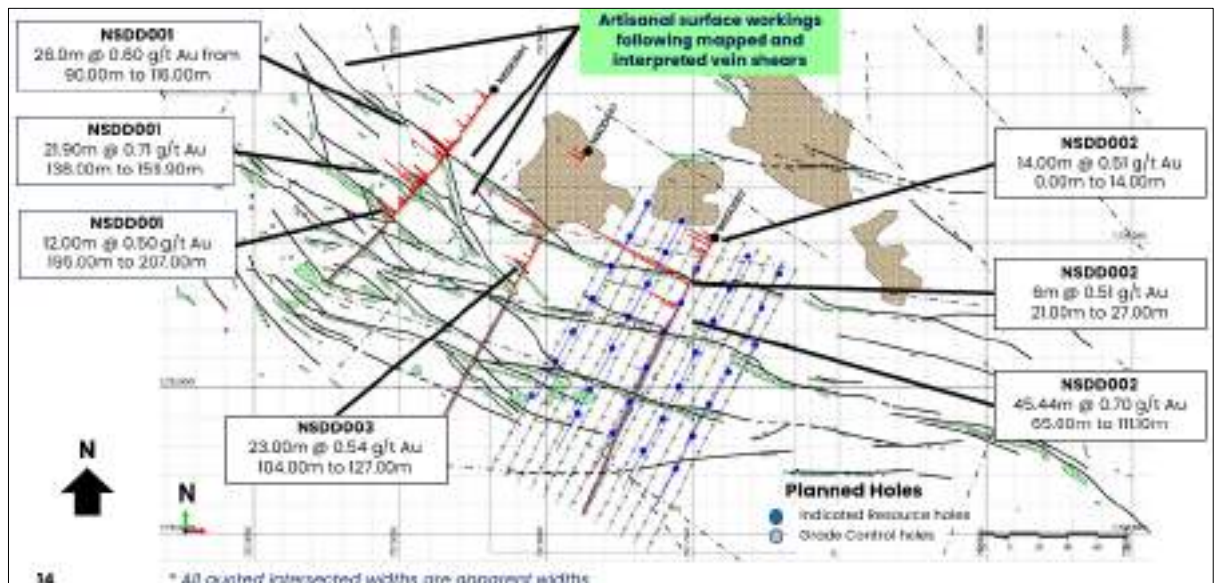 NSDD001
26.0m @ 0.60 g/t Au from
90.00m to 116.00m
Artisanal surface workings
following mapped and
interpreted vein shears
NSDD001
21.90m @ 0.71 g/t Au
138.00m to 159.90m
NSDD002
14.00m @ 0.51 g/t Au
0.00m to 14.00m
NSDD001
12.00m @ 0.50 g/t Au
to 207.00m
NSDD002
6m @ 0.51 g/t Au
21.00m to 27.00m
NSDD002
45.44m @ 0.70 g/t Au
65.00m to
NSDD003
23.00m @ 0.54 g/t Au
104.00m to 127.00m
N
N
Planned Holes
Indicated Resource holes
Grade Control holes
14
* All quoted intersected widths are apparent widths